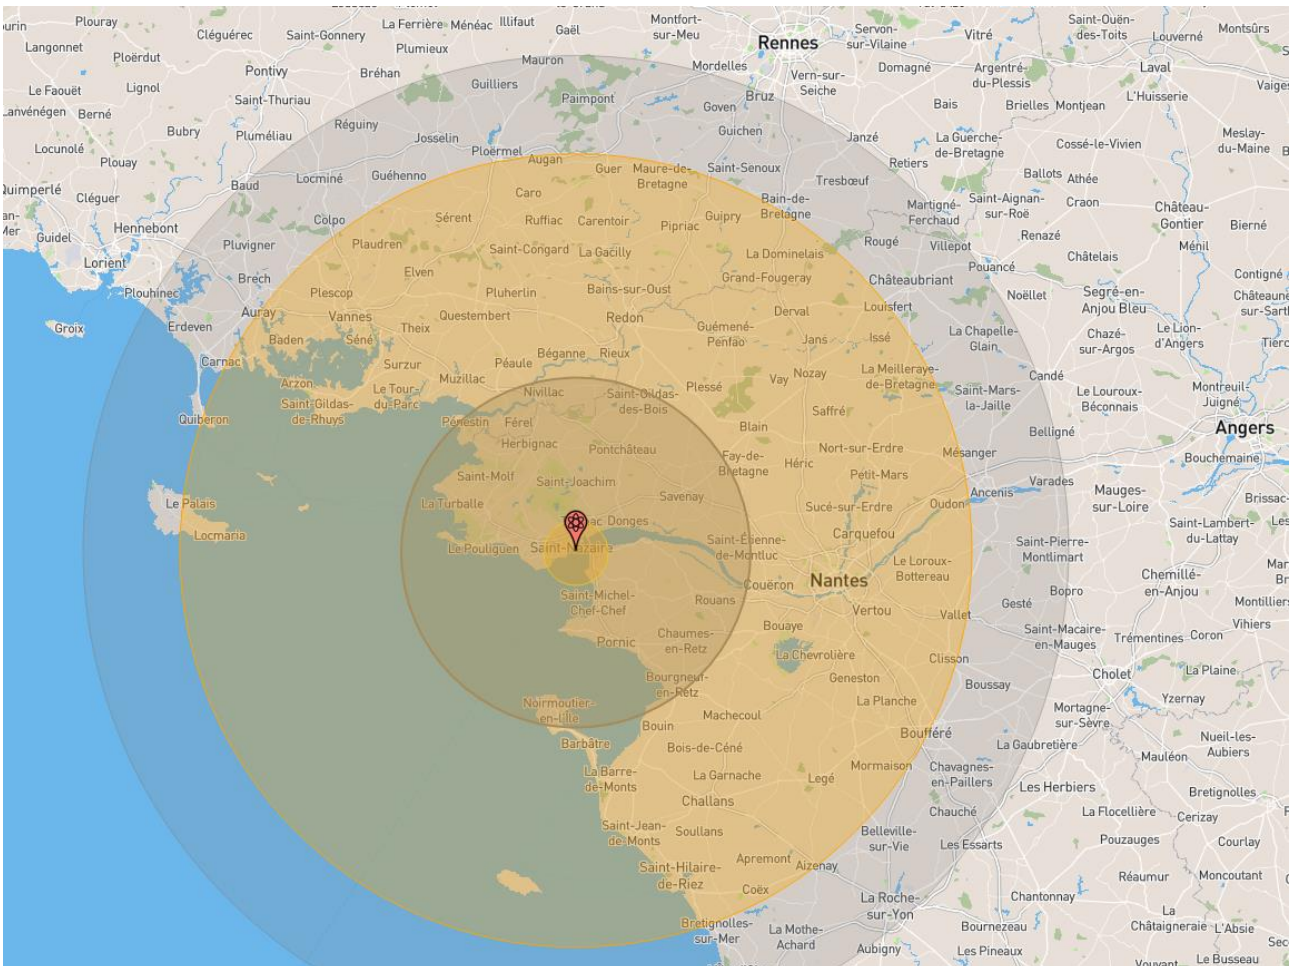 Plouray
Cléguérec
Saint-Gonnery
La Ferrière
Ménéac
Illifaut
Gaël
Montfort-
sur-Meu
Rennes
Servon-
sur-Vilaine
Vitré
Saint-Ouën-
des-Toits
Louverné
Montsûrs
Langonnet
Ploërdut
Plumieux
Mauron
Mordelles
Domagné
Argentré-
du-Plessis
Laval
Pontivy
Bréhan
Guilliers
Vern-sur-
Seiche
Le Faouët
Lignol
Saint-Thuriau
Paimpont
Goven
Bruz
Bais
Brielles
Montjean
L'Huisserie
Lanvénégen
Berné
Bubry
Pluméliau
Réguiny
Josselin
Guichen
Janzé
La Guerche-
de-Bretagne
Cossé-le-Vivien
Meslay-
du-Maine
Locunolé
Plouay
Locminé
Guéhenno
Ploërmel
Augan
Guer
Maure-de-
Bretagne
Saint-Senoux
Tresbœuf
Retiers
Ballots
Athée
Quimperlé
Cléguer
Baud
Caro
Bain-de-
Bretagne
Martigné-
Ferchaud
Saint-Aignan-
sur-Roë
Craon
Château-
Gontier
Guidel
Hennebont
Colpo
Sérent
Ruffiac
Carentoir
Pipriac
Guipry
Rougé
Villepot
Renazé
Bierné
Lorient
Pluvigner
Plaudren
Saint-Congard
La Gacilly
La Dominelais
Pouancé
Châtelais
Ménil
Plouhinec
Brech
Elven
Grand-Fougeray
Châteaubriant
Contigné
Groix
Erdeven
Auray
Plescop
Vannes
Pluherlin
Bains-sur-Oust
Derval
Louisfert
Noëllet
Segré-en-
Anjou Bleu
Carnac
Baden
Séné
Theix
Questembert
Redon
Guémené-
Penfao
Jans
Issé
La Chapelle-
Glain
Chazé-
sur-Argos
Le Lion-
d'Angers
Arzon
Surzur
Péaule
Béganne
Rieux
La Meilleraye-
de-Bretagne
Candé
Saint-Gildas-
de-Rhuys
Le Tour-
du-Parc
Muzillac
Nivillac
Saint-Gildas-
des-Bois
Plessé
Vay
Nozay
Saint-Mars-
la-Jaille
Le Louroux-
Béconnais
Montreuil-
Juigné
Quiberon
Pénestin
Férel
Blain
Saffré
Belligné
Angers
Herbignac
Pontchâteau
Fay-de-
Bretagne
Héric
Nort-sur-Erdre
Mésanger
Bouchemaine
Saint-Molf
Saint-Joachim
Petit-Mars
Varades
Mauges-
sur-Loire
Le Palais
La Turballe
Savenay
Sucé-sur-Erdre
Oudon
Ancenis
Locmaria
Donges
Carquefou
Saint-Lambert-
du-Lattay
Le Pouliguen
Saint-Nazaire
Saint-Étienne-
de-Montluc
Saint-Pierre-
Montlimart
Nantes
Le Loroux-
Bottereau
Chemillé-
en-Anjou
Saint-Michel-
Chef-Chef
Couëron
Rouans
Vertou
Vallet
Gesté
Bopro
Vihiers
Pornic
Chaumes-
en-Retz
Bouaye
La Chevrolière
Clisson
Saint-Macaire-
en-Mauges
Trémentines
Coron
Bourgneuf-
en-Retz
Geneston
Boussay
Cholet
La Plaine
Noirmoutier-
en-l'Île
Bouin
Machecoul
La Planche
Yzernay
Barbâtre
Bois-de-Céné
Boufféré
La Gaubretière
Mortagne-
sur-Sèvre
Mauléon
Nueil-les-
Aubiers
La Barre-
de-Monts
La Garnache
Legé
Mormaison
Chavagnes-
en-Paillers
Les Herbiers
Bretignolles
Challans
Chauché
La Flocellière
Cerizay
Saint-Jean-
de-Monts
Soullans
Belleville-
sur-Vie
Les Essarts
Pouzauges
Courlay
Saint-Hilaire-
de-Riez
Apremont
Aizenay
Réaumur
Moncoutant
Coëx
La Roche-
sur-Yon
Chantonnay
Bretignolles-
sur-Mer
La Mothe-
Achard
Aubigny
Bournezeau
La
Châtaigneraie
L'Absie
Les Pineaux
Le Busseau